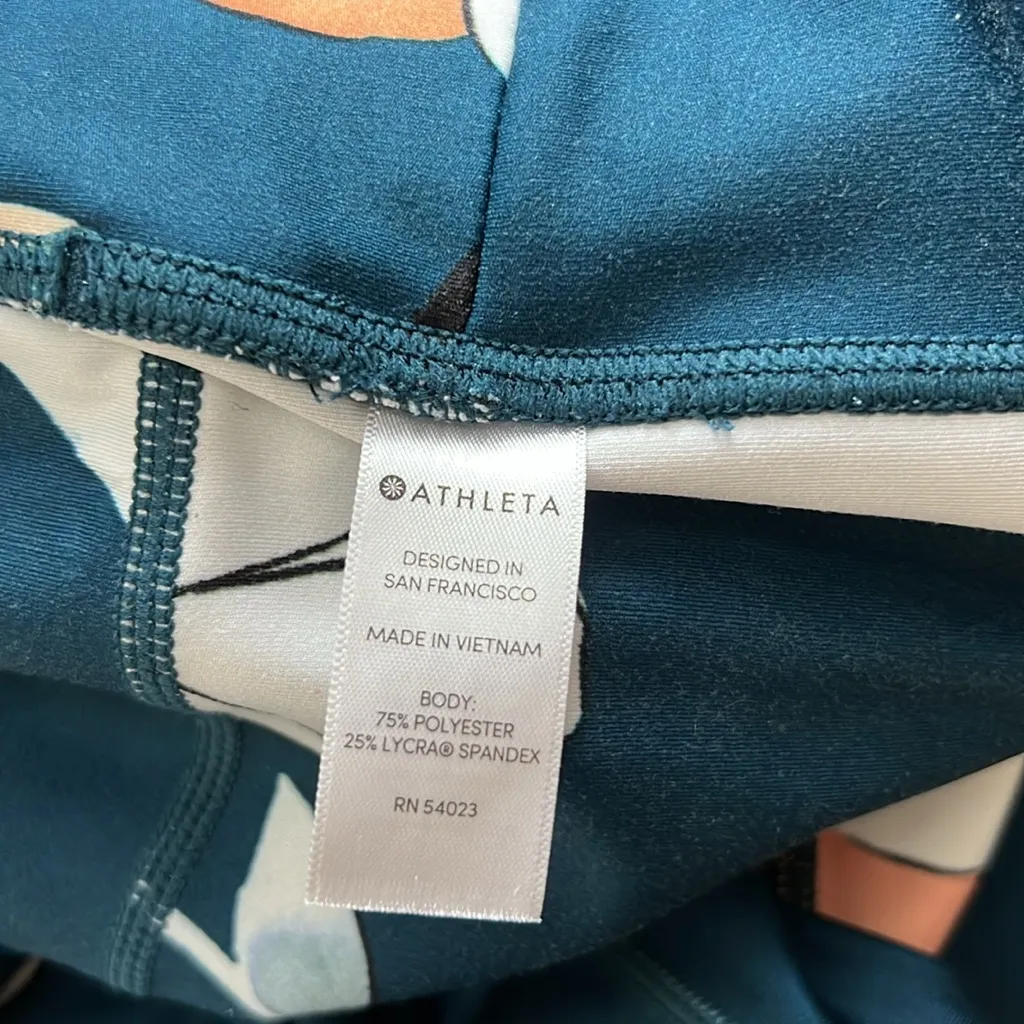 ATHLETA
DESIGNED IN
SAN FRANCISCO
MADE IN VIETNAM
BODY:
75% POLYESTER
25% LYCRA® SPANDEX
RN 54023